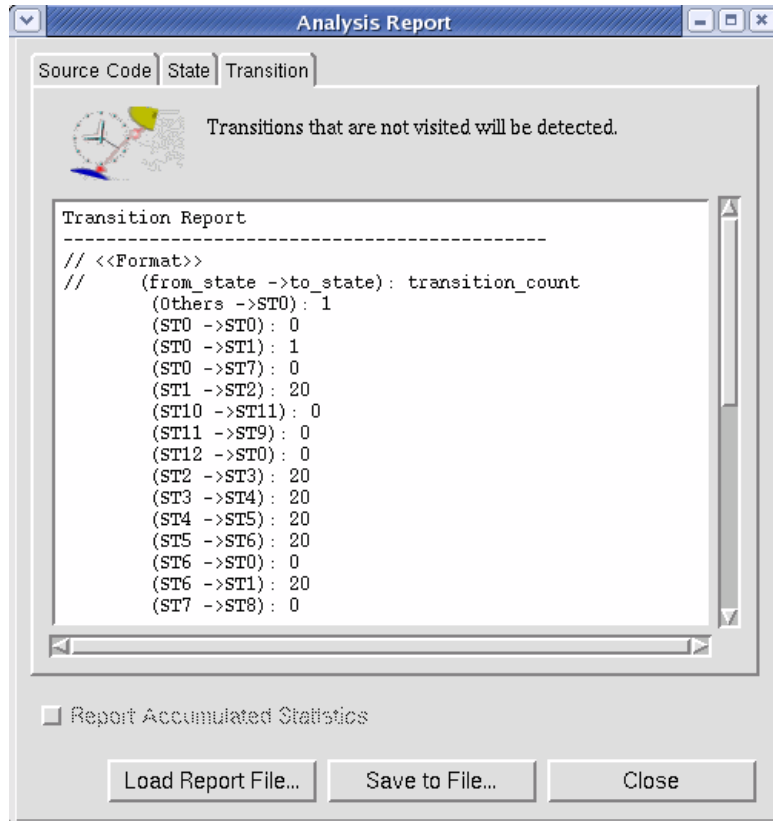 Analysis Report
Source Code State Transition
Transitions that are not visited will be detected.
Transition Report
--------------------------------------------
// <<Format>>
// (from_state ->to_state): transition_count
(Others ->ST0): 1
(ST0 ->ST0): 0
(ST0 ->ST1): 1
(ST0 ->ST7): 0
(ST1 ->ST2): 20
(ST10 ->ST11): 0
(ST11 ->ST9): 0
(ST12 ->ST0): 0
(ST2 ->ST3): 20
(ST3 ->ST4): 20
(ST4 ->ST5): 20
(ST5 ->ST6): 20
(ST6 ->ST0): 0
(ST6 ->ST1): 20
(ST7 ->ST8): 0
Report Accumulated Statistics
Load Report File... Save to File... Close